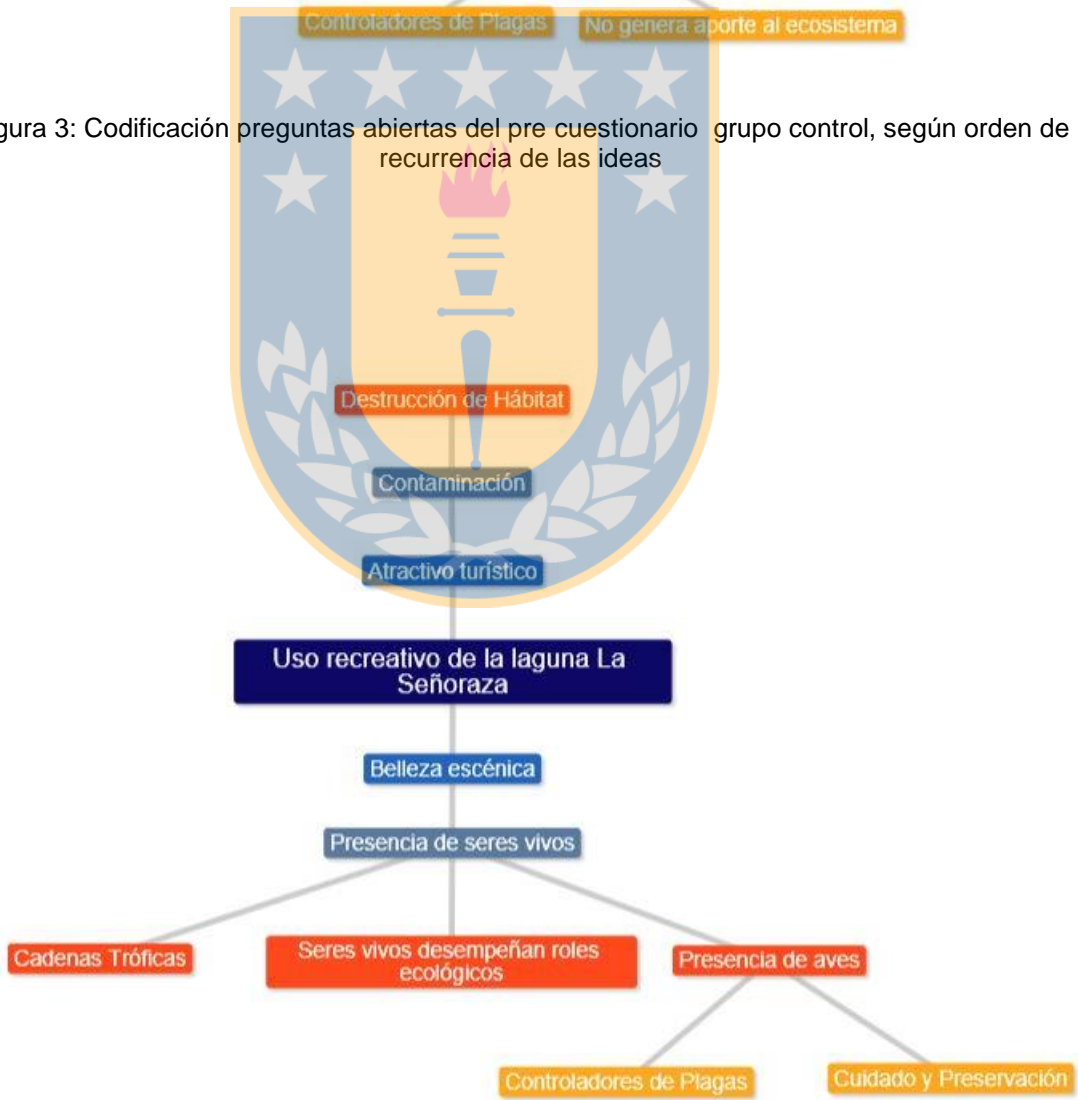 Controladores de Plagas
No genera aporte al ecosistema
gura 3: Codificación preguntas abiertas del pre cuestionario grupo control, según orden de
recurrencia de las ideas
Destrucción de Hábitat
Contaminación
Atractivo turístico
Uso recreativo de la laguna La
Señoraza
Belleza escénica
Presencia de seres vivos
Cadenas Tróficas
Seres vivos desempeñan roles
ecológicos
Presencia de aves
Controladores de Plagas
Cuidado y Preservación